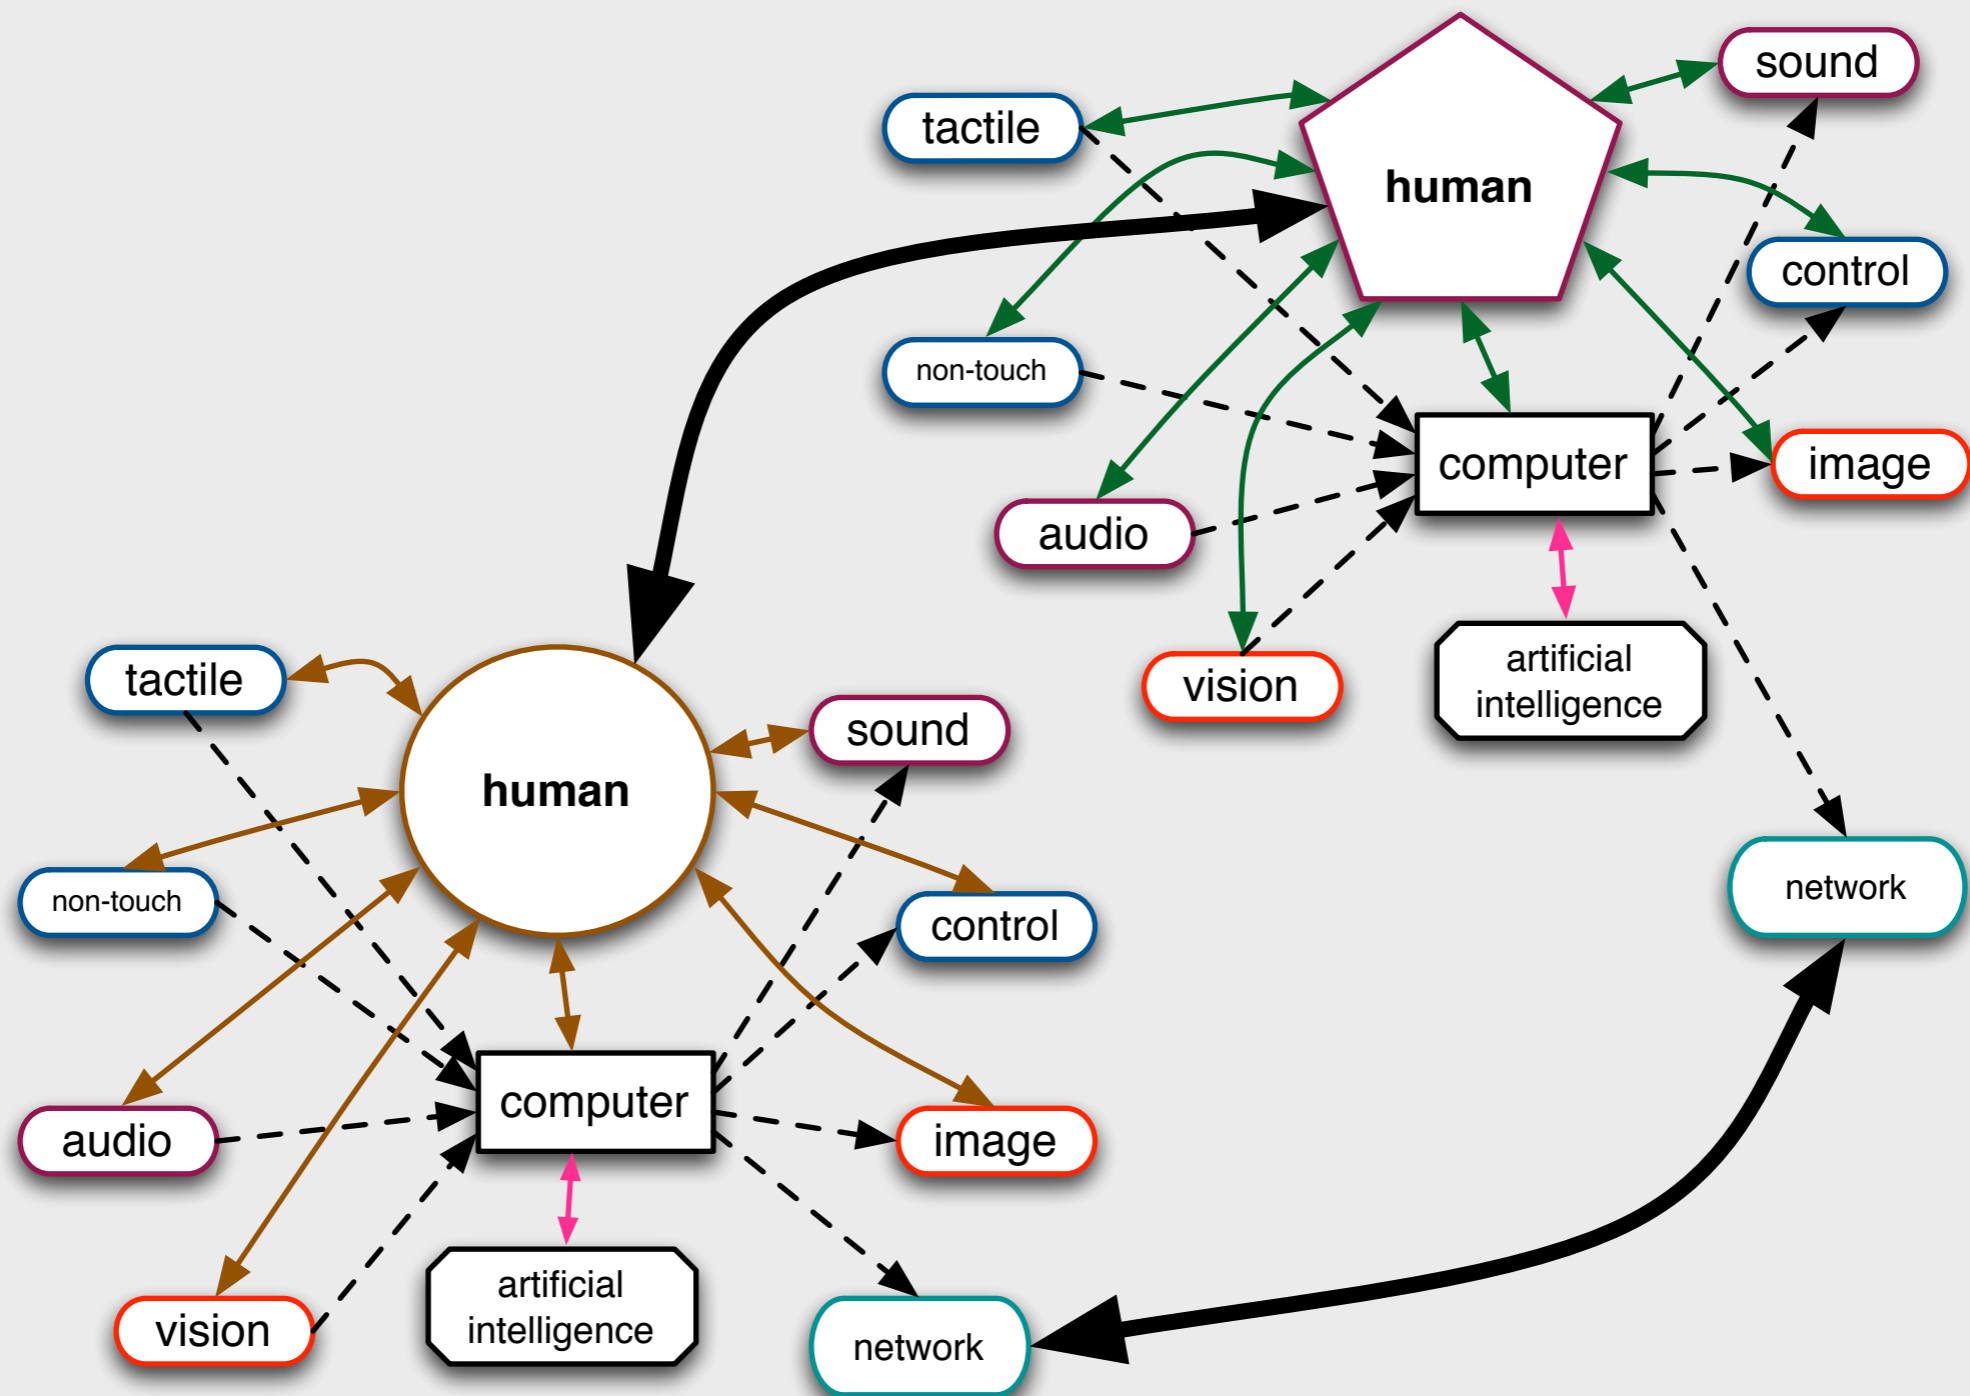 sound
tactile
human
control
non-touch
computer
image
audio
artificial
intelligence
vision
network
tactile
sound
human
non-touch
control
computer
audio
image
artificial
intelligence
vision
network